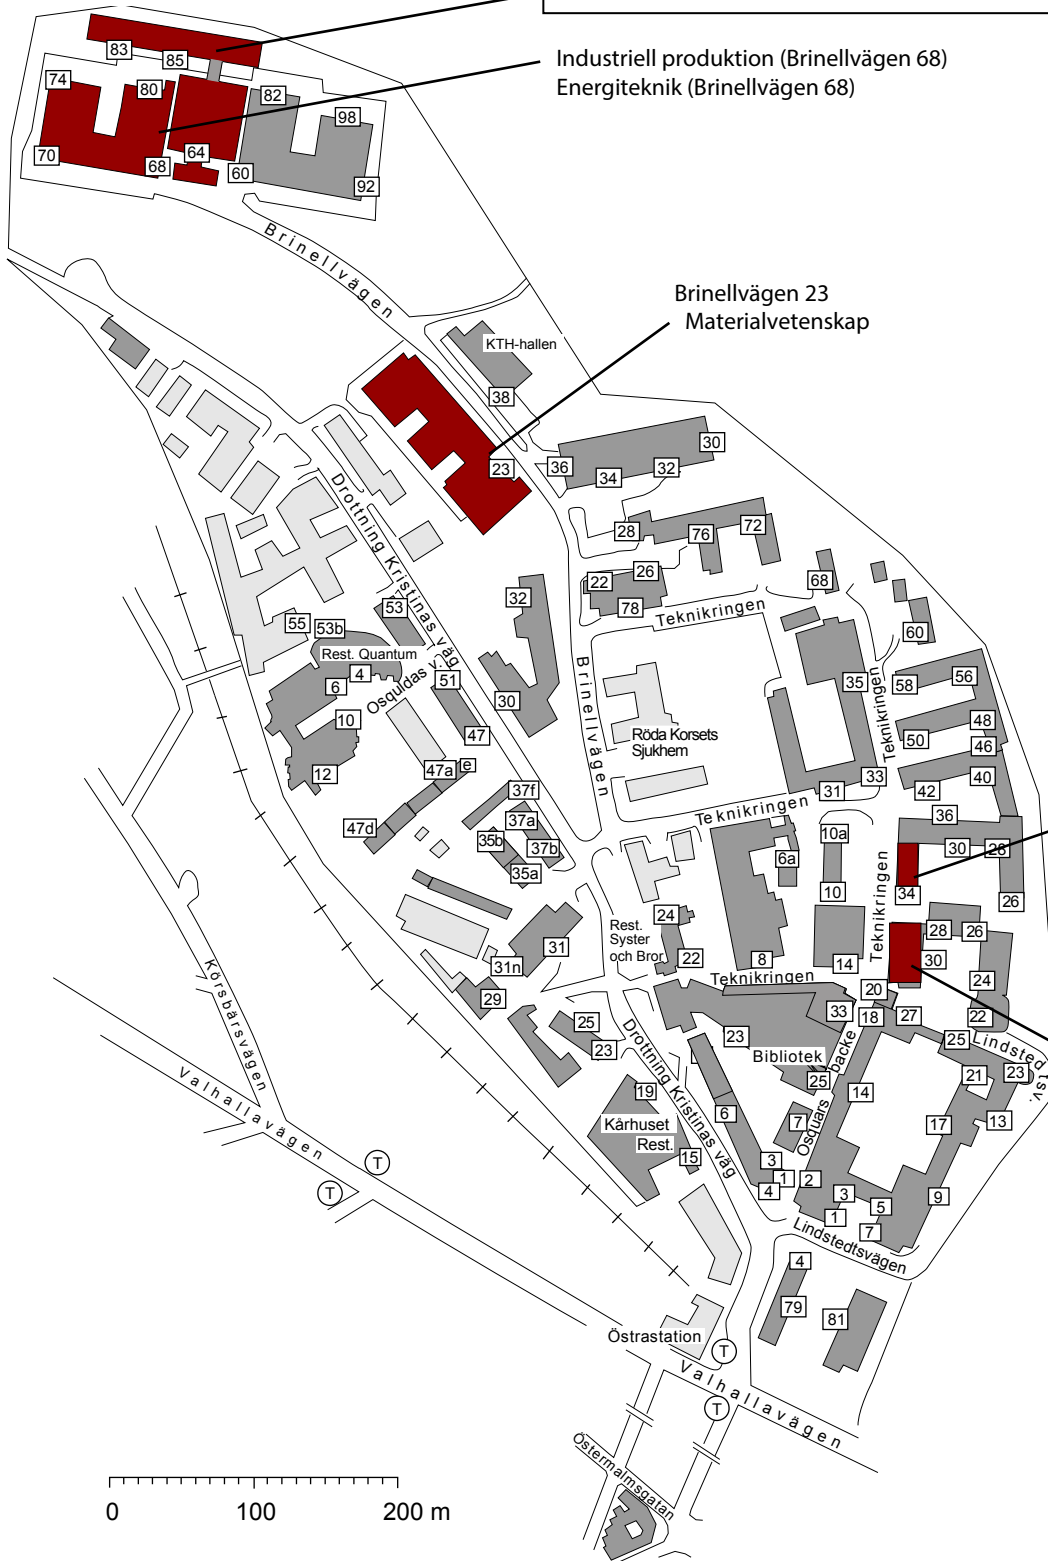 83
85
Industriell produktion (Brinellvägen 68)
Energiteknik (Brinellvägen 68)
74
80
82
98
70
68
64
60
92
Brinellvägen
Brinellvägen 23
Materialvetenskap
KTH-hallen
38
23
36
34
32
30
28
76
72
22
26
78
68
60
Teknikringen
Drottning Kristinas väg
32
30
53
55
53b
Rest. Quantum
4
6
Osquldas v.
51
10
12
47
47a
e
47d
Brinellvägen
Röda Korsets
Sjukhem
35
Teknikringen
58
56
50
48
46
33
31
42
40
Teknikringen
36
37f
37a
35b
37b
35a
10a
6a
10
30
28
34
26
Teknikringen
24
Rest.
Syster
och Bror
22
8
14
28
26
30
24
31
31n
29
Teknikringen
20
33
18
27
22
25
Lindstedtsv.
25
23
23
Bibliotek
25
Osquars backe
14
21
23
13
17
Drottning Kristinas väg
19
Kårhuset
Rest.
15
6
7
3
1
4
2
3
1
5
7
9
Lindstedtsvägen
4
79
81
Körsbärsvägen
Valhallavägen
T
T
Östrastation
T
T
Valhallavägen
Östermalmsgatan
0 100 200 m